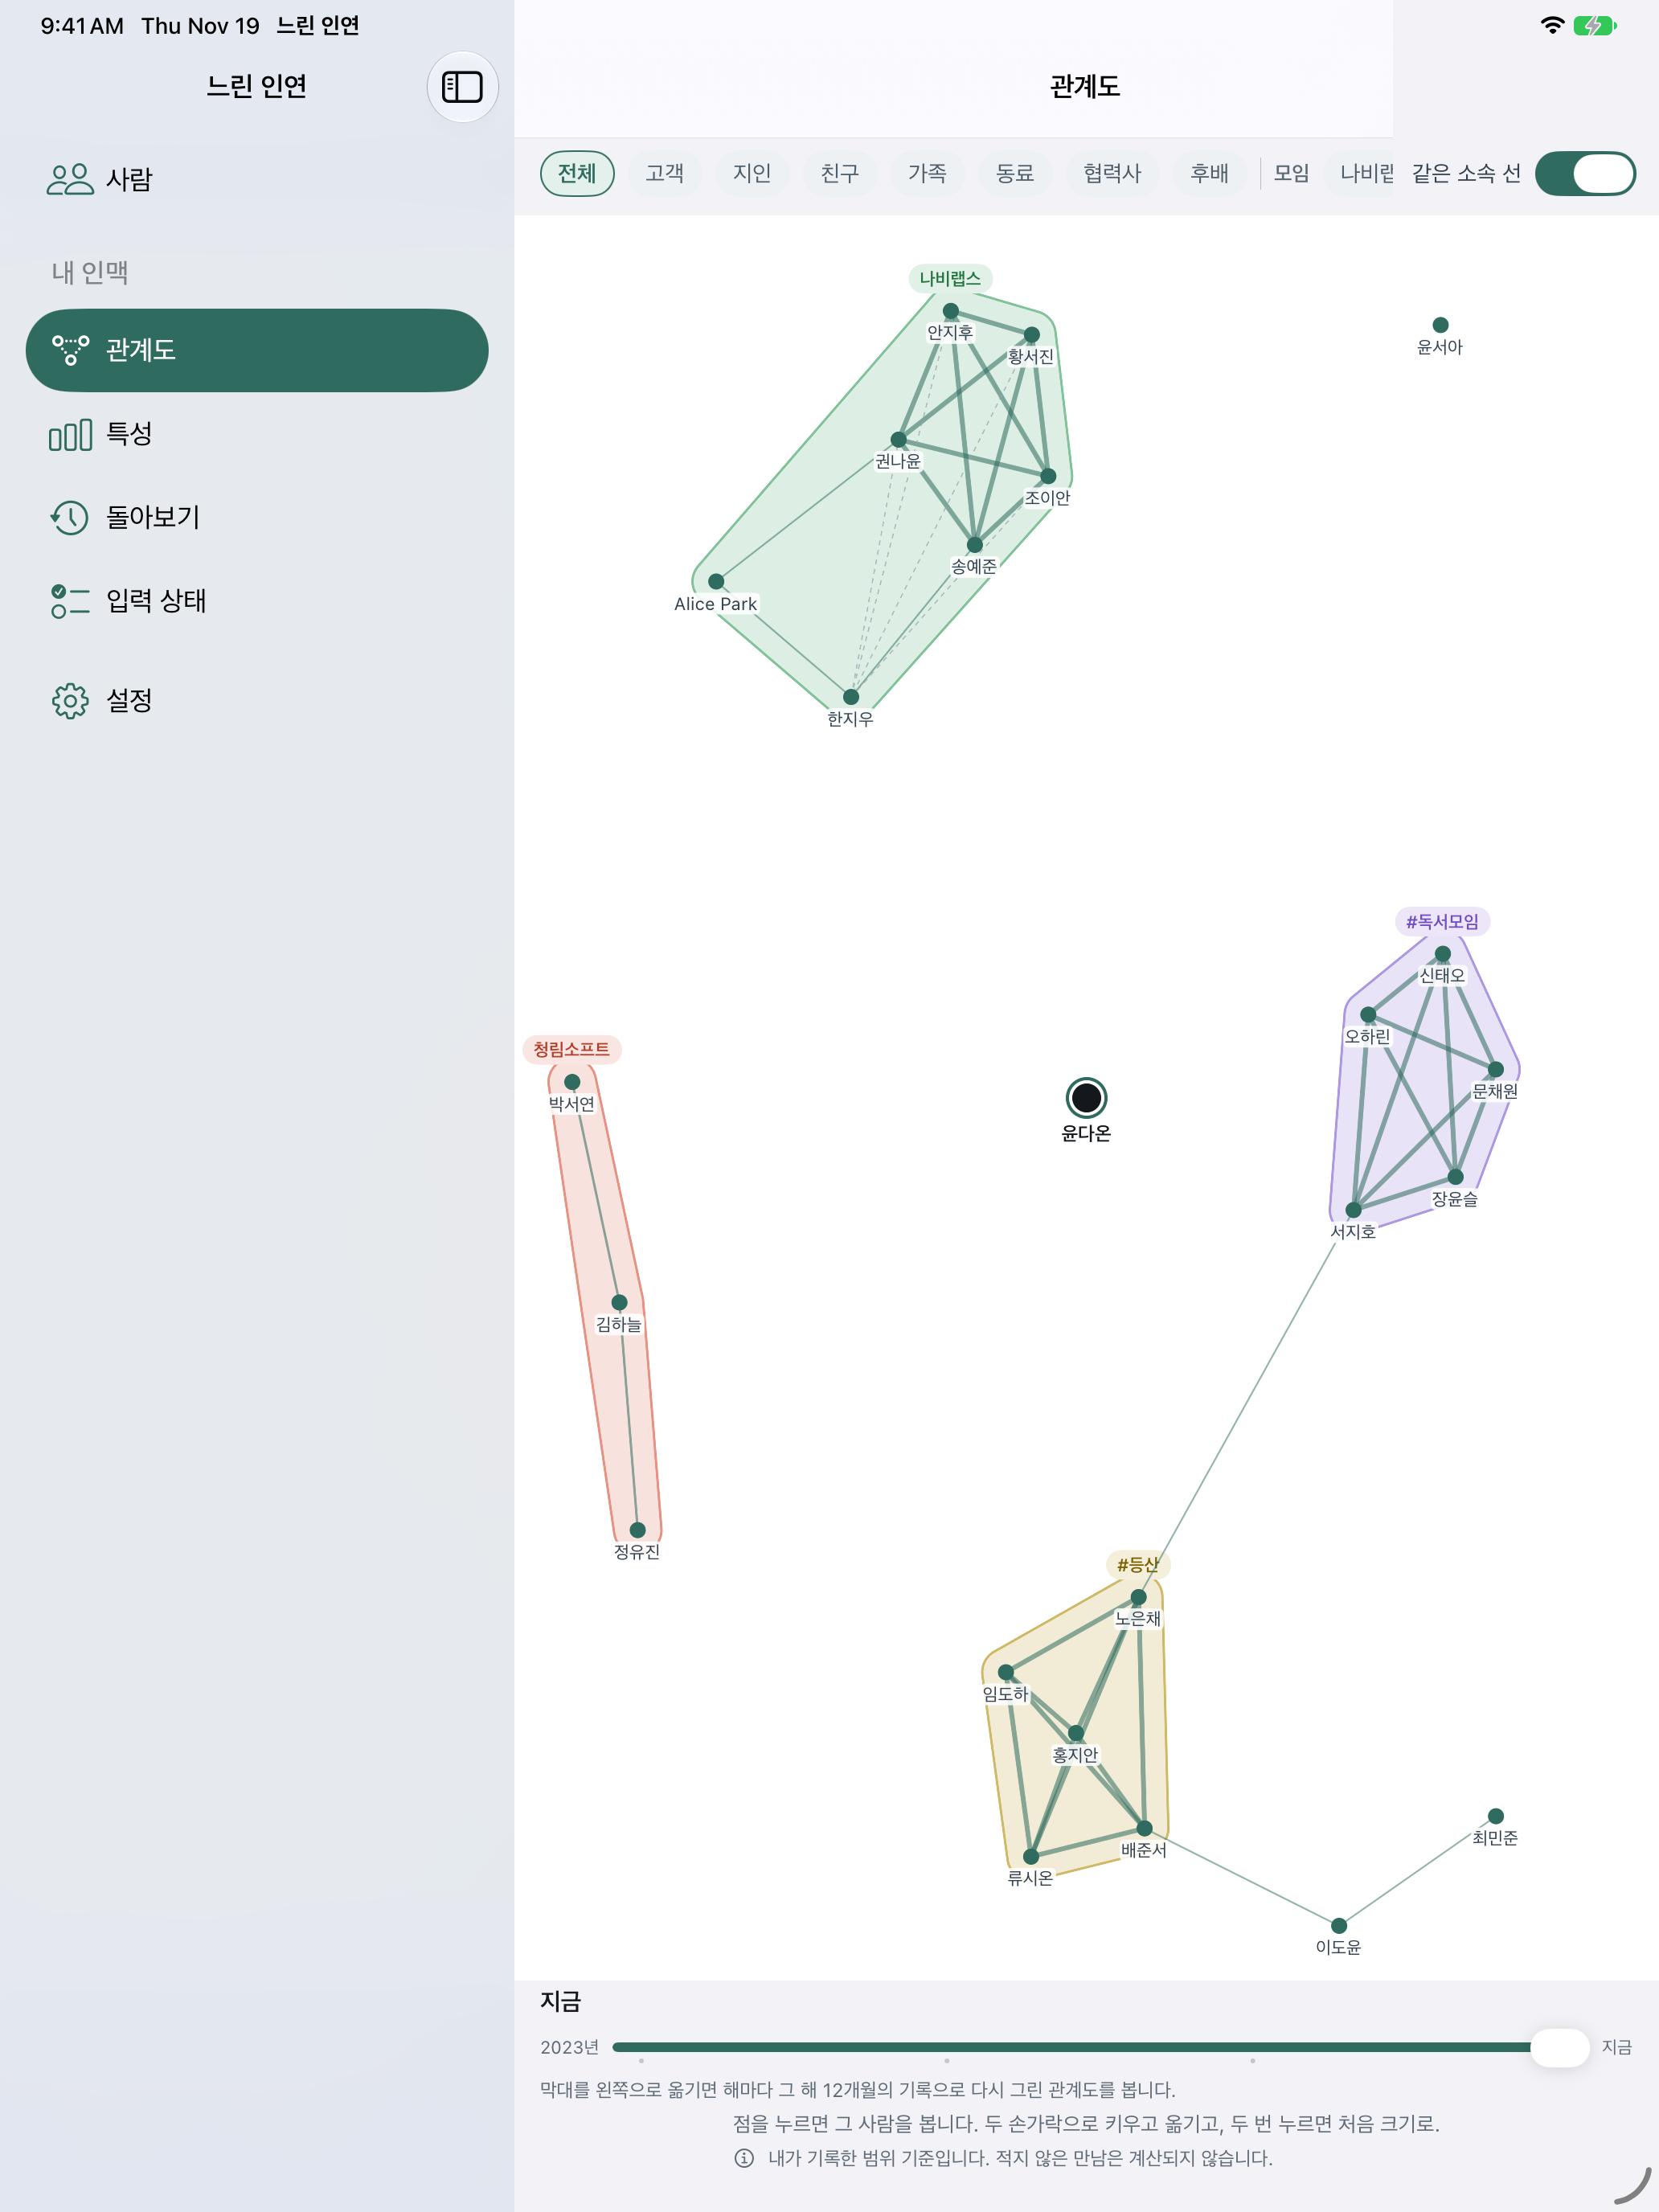 9:41 AM Thu Nov 19 느린 인연
느린 인연
사람
내 인맥
관계도
특성
돌아보기
입력 상태
설정
관계도
전체 고객 지인 친구 가족 동료 협력사 후배 모임 같은 소속 선
나비랩스
안지후
황서진
윤서아
권나윤
조이안
송예준
Alice Park
한지우
#독서모임
신태오
오하린
청림소프트
박서연
문채원
윤다온
장윤슬
서지호
김하늘
정유진
#등산
노은채
임도하
홍지안
배준서
최민준
류시온
이도윤
지금
2023년 지금
막대를 왼쪽으로 옮기면 해마다 그 해 12개월의 기록으로 다시 그린 관계도를 봅니다.
점을 누르면 그 사람을 봅니다. 두 손가락으로 키우고 옮기고, 두 번 누르면 처음 크기로.
내가 기록한 범위 기준입니다. 적지 않은 만남은 계산되지 않습니다.